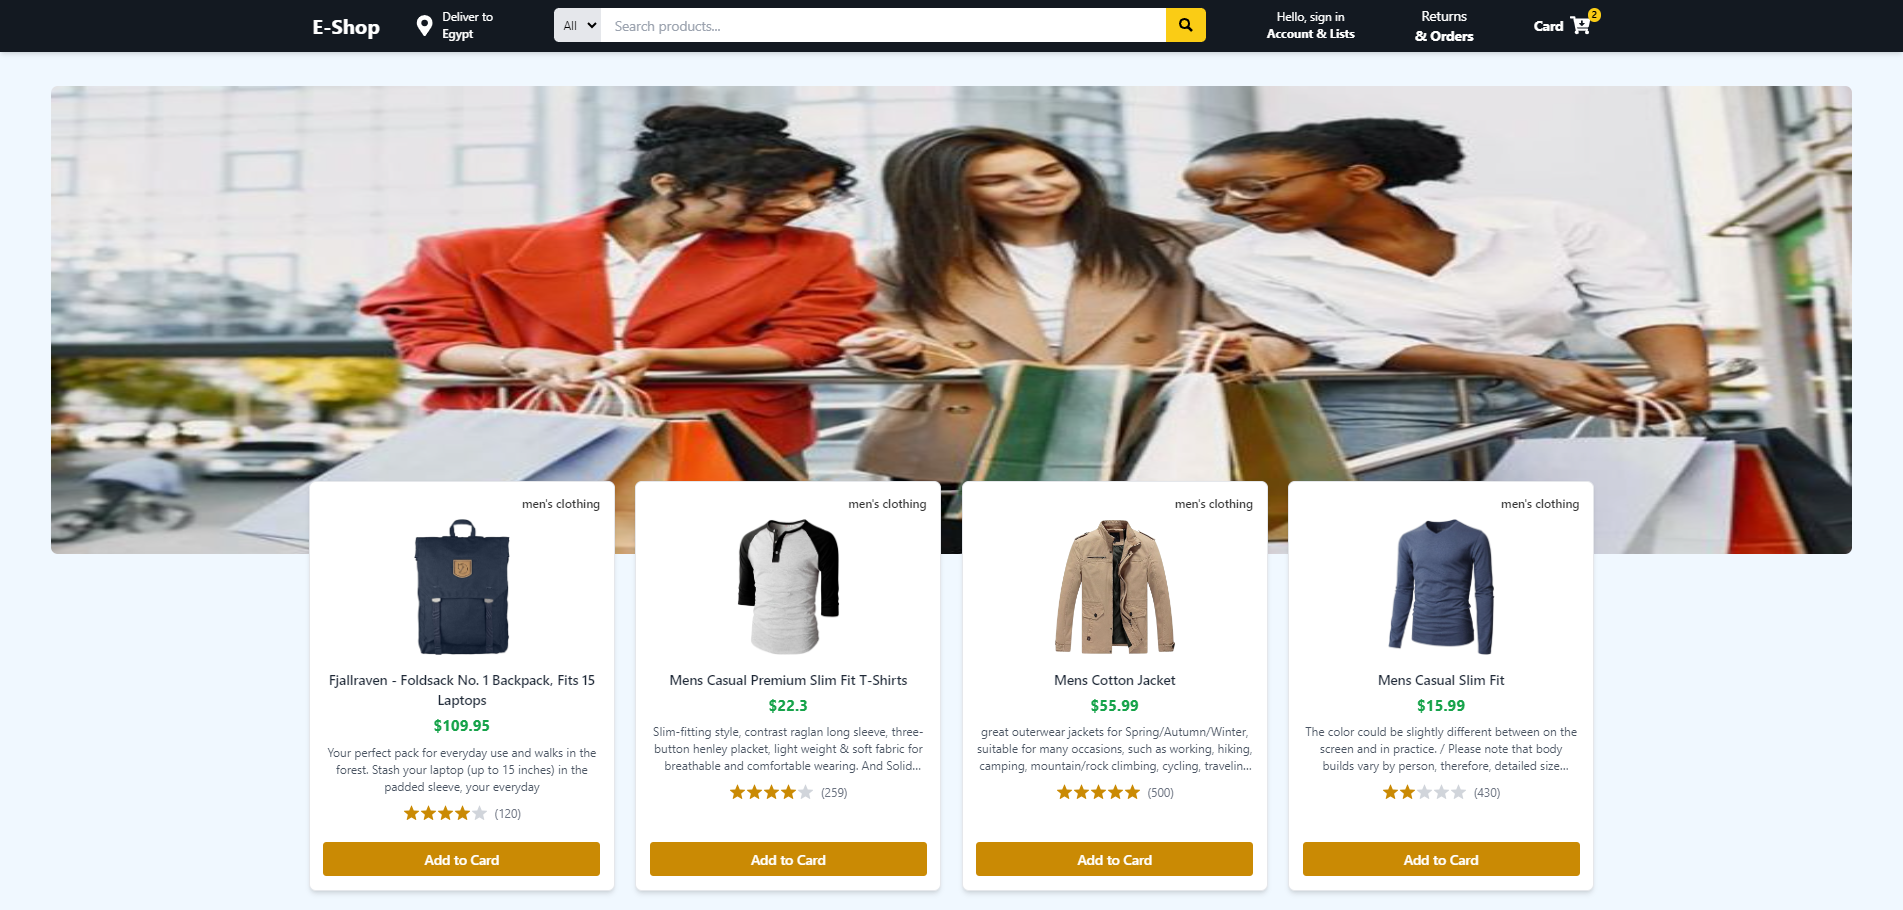 E-Shop
Deliver to
Egypt
All
Search products...
Hello, sign in
Account & Lists
Returns
& Orders
Card
2
men's clothing
Fjallraven - Foldsack No. 1 Backpack, Fits 15
Laptops
$109.95
Your perfect pack for everyday use and walks in the
forest. Stash your laptop (up to 15 inches) in the
padded sleeve, your everyday
(120)
Add to Card
men's clothing
Mens Casual Premium Slim Fit T-Shirts
$22.3
Slim-fitting style, contrast raglan long sleeve, three-
button henley placket, light weight & soft fabric for
breathable and comfortable wearing. And Solid...
(259)
Add to Card
men's clothing
Mens Cotton Jacket
$55.99
great outerwear jackets for Spring/Autumn/Winter,
suitable for many occasions, such as working, hiking,
camping, mountain/rock climbing, cycling, travelin...
(500)
Add to Card
men's clothing
Mens Casual Slim Fit
$15.99
The color could be slightly different between on the
screen and in practice. / Please note that body
builds vary by person, therefore, detailed size...
(430)
Add to Card